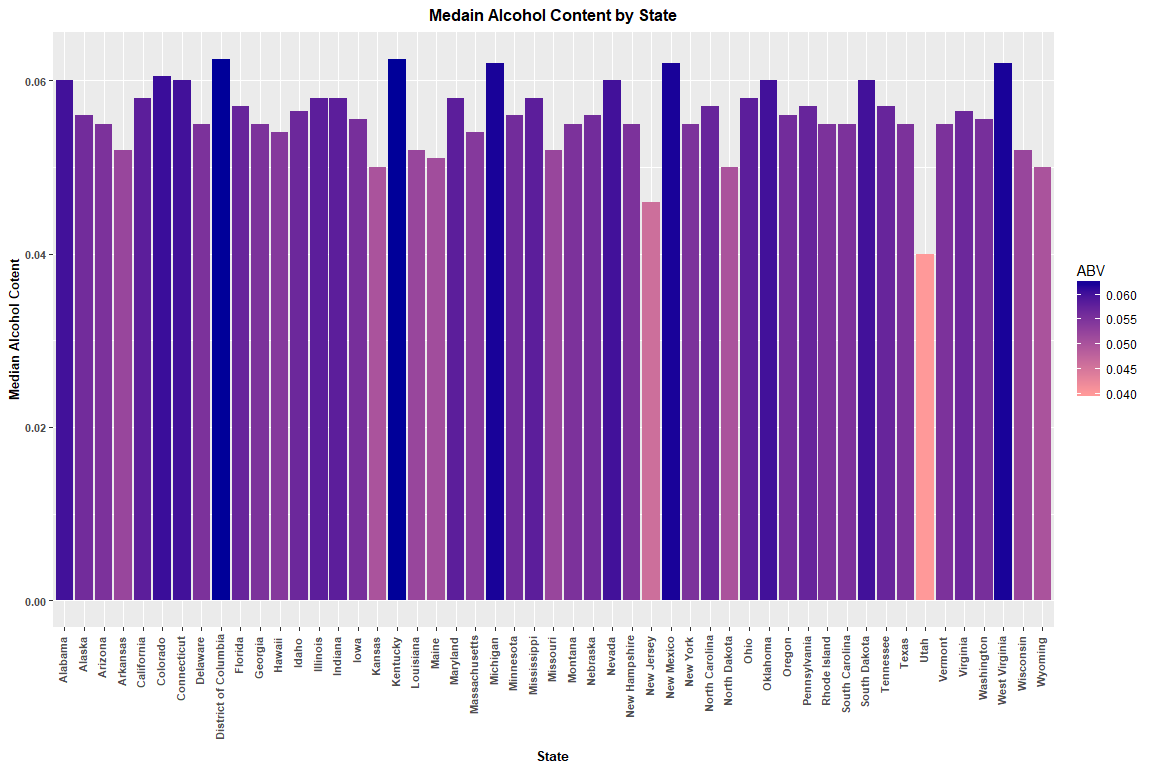 Medain Alcohol Content by State
Median Alcohol Cotent
0.06
0.04
0.02
0.00
Alabama
Alaska
Arizona
Arkansas
California
Colorado
Connecticut
Delaware
District of Columbia
Florida
Georgia
Hawaii
Idaho
Illinois
Indiana
Iowa
Kansas
Kentucky
Louisiana
Maine
Maryland
Massachusetts
Michigan
Minnesota
Mississippi
Missouri
Montana
Nebraska
Nevada
New Hampshire
New Jersey
New Mexico
New York
North Carolina
North Dakota
Ohio
Oklahoma
Oregon
Pennsylvania
Rhode Island
South Carolina
South Dakota
Tennessee
Texas
Utah
Vermont
Virginia
Washington
West Virginia
Wisconsin
Wyoming
State
ABV
0.060
0.055
0.050
0.045
0.040